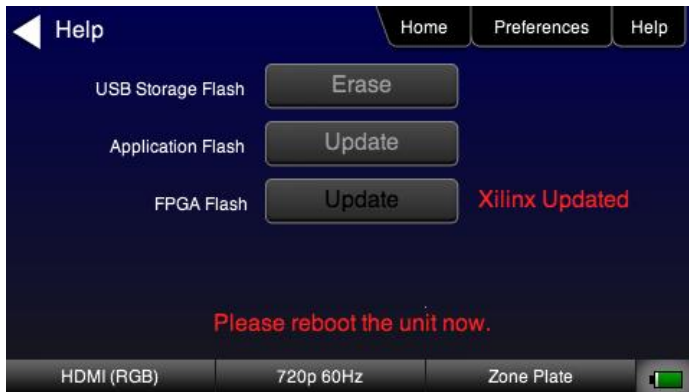 Help
Home
Preferences
Help
USB Storage Flash
Erase
Application Flash
Update
FPGA Flash
Update
Xilinx Updated
Please reboot the unit now.
HDMI (RGB)
720p 60Hz
Zone Plate